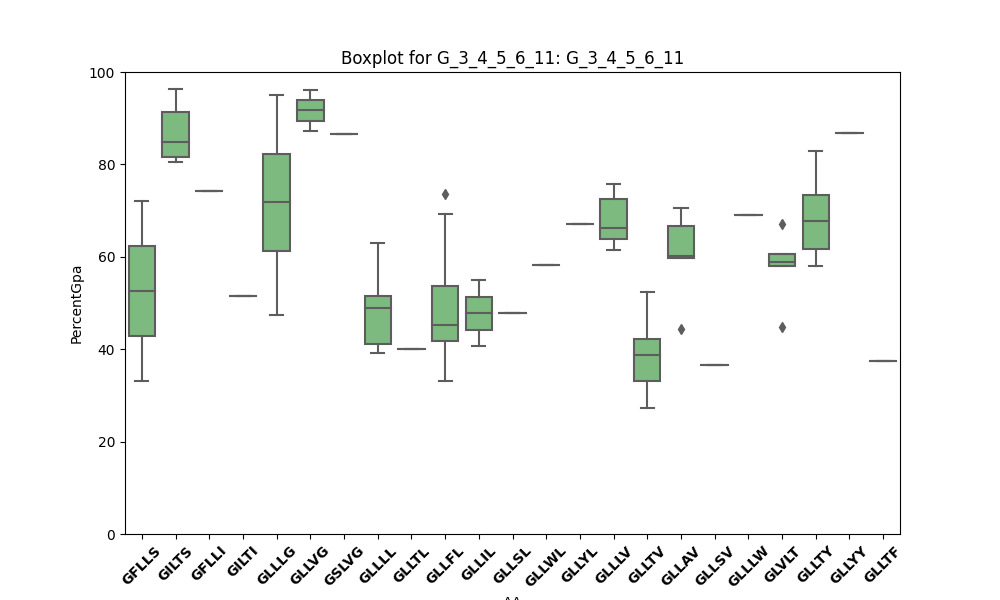 Boxplot for G_3_4_5_6_11: G_3_4_5_6_11
100
80
60
40
20
0
PercentGpa
GFLLS GILTS GFLLI GILTI GLLLG GLLVG GSLVG GLLLL GLLTL GLLFL GLLIL GLLSL GLLWL GLLYL GLLLV GLLTV GLLAV GLLSV GLLLW GLVLT GLLTY GLLYY GLLTF
AA